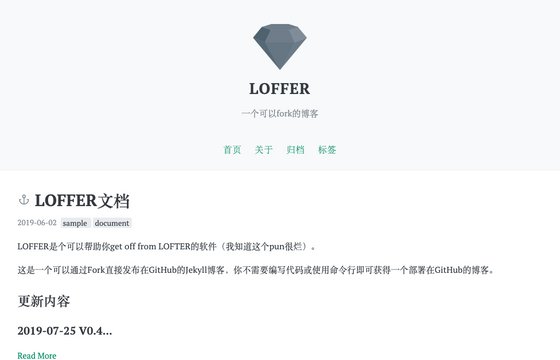 LOFFER
一个可以fork的博客
首页 关于 归档 标签
LOFFER文档
2019-06-02 sample document
LOFFER是个可以帮助你get off from LOFTER的软件（我知道这个pun很烂）。
这是一个可以通过Fork直接发布在GitHub的Jekyll博客，你不需要编写代码或使用命令行即可获得一个部署在GitHub的博客。
更新内容
2019-07-25 V0.4...
Read More